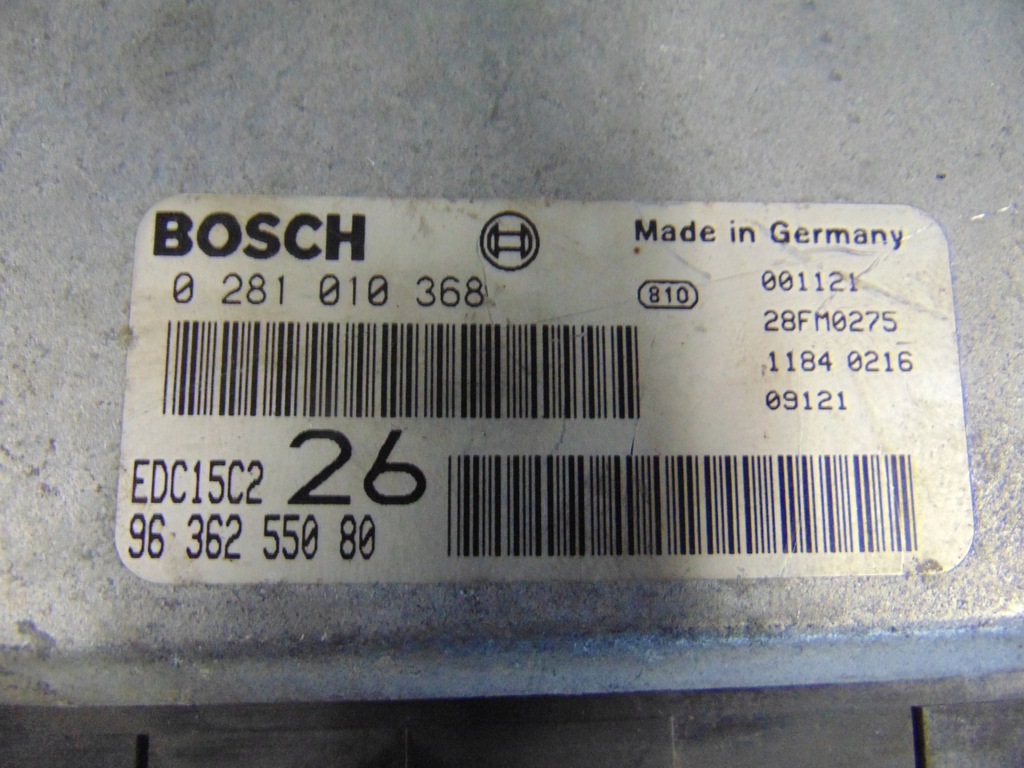 BOSCH
Made in Germany
0 281 010 368
810
001121
28FM0275
1184 0216
09121
EDC15C2 26
96 362 550 80